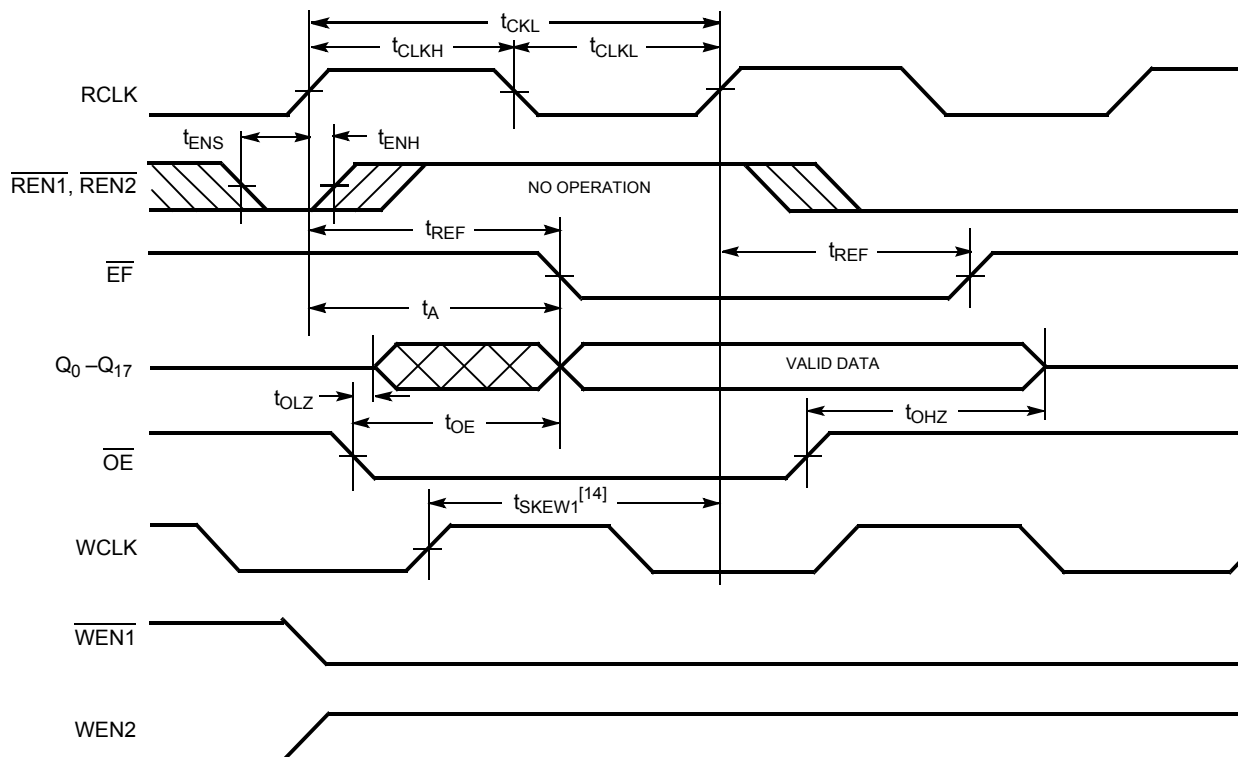 tCKL
tCLKH
tCLKL
RCLK
tENS
tENH
REN1, REN2
NO OPERATION
tREF
tREF
EF
tA
Q0 –Q17
VALID DATA
tOLZ
tOE
tOHZ
OE
tSKEW1[14]
WCLK
WEN1
WEN2